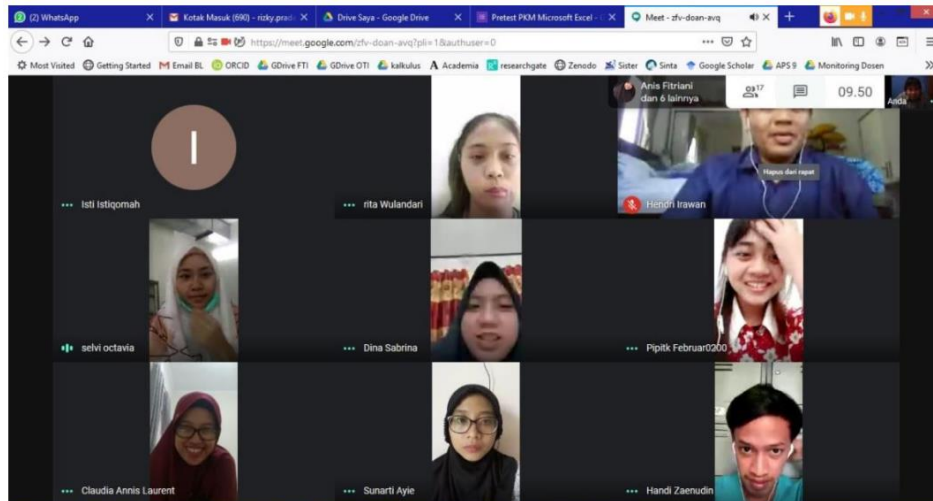 (2) WhatsApp
Kotak Masuk (690) - rizky.prad
Drive Saya - Google Drive
Pretest PKM Microsoft Excel -
Meet - zfv-doan-avq
https://meet.google.com/zfv-doan-avq?pli=1&authuser=0
Most Visited
Getting Started
Email BL
ORCID
GDrive FTI
GDrive OTI
kalkulus
Academia
researchgate
Zenodo
Sister
Sinta
Google Scholar
APS 9
Monitoring Dosen
Anis Fitriani
dan 6 lainnya
17
09.50
Anda
I
Hapus dari rapat
Isti Istiqomah
rita Wulandari
Hendri Irawan
selvi octavia
Dina Sabrina
Pipitk Februar0200
Claudia Annis Laurent
Sunarti Ayie
Handi Zaenudin